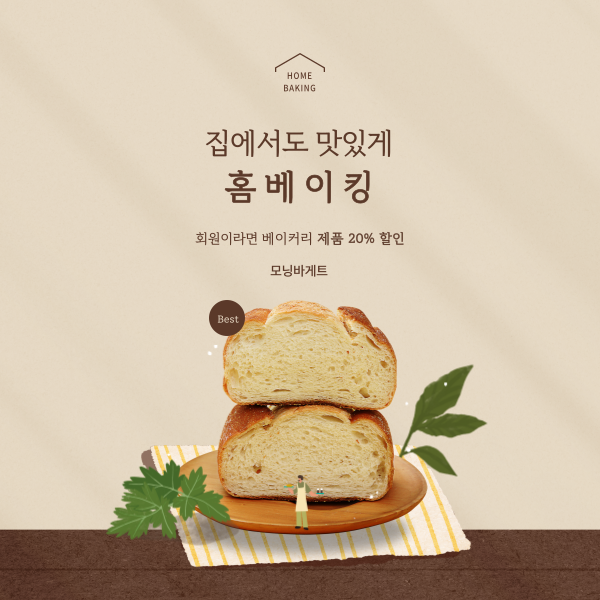 HOME
BAKING
집에서도 맛있게
홈베이킹
회원이라면 베이커리 제품 20% 할인
모닝바게트
Best